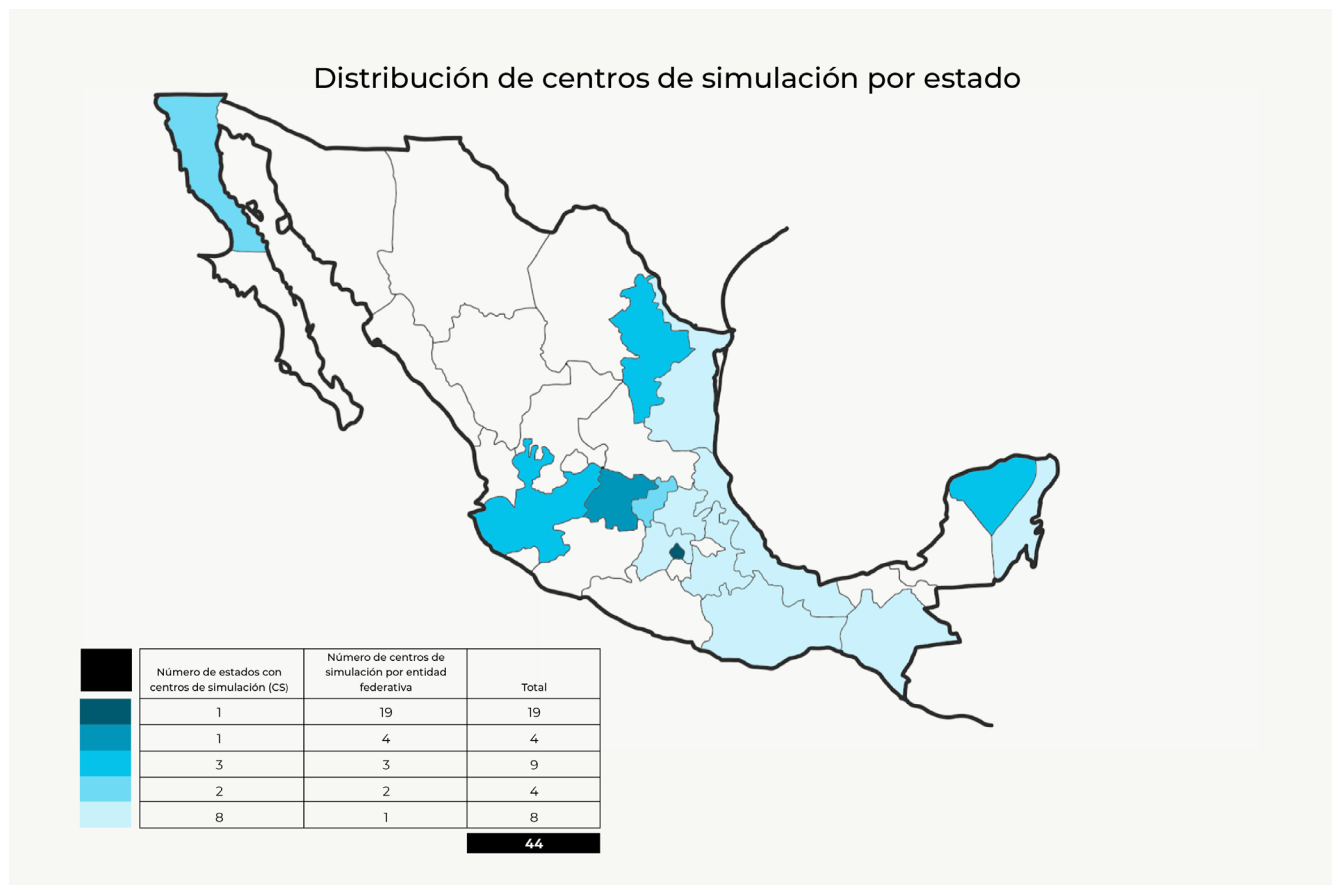 Distribución de centros de simulación por estado
Número de estados con
centros de simulación (CS)
Número de centros de
simulación por entidad
federativa
Total
1 19 19
1 4 4
3 3 9
2 2 4
8 1 8
44